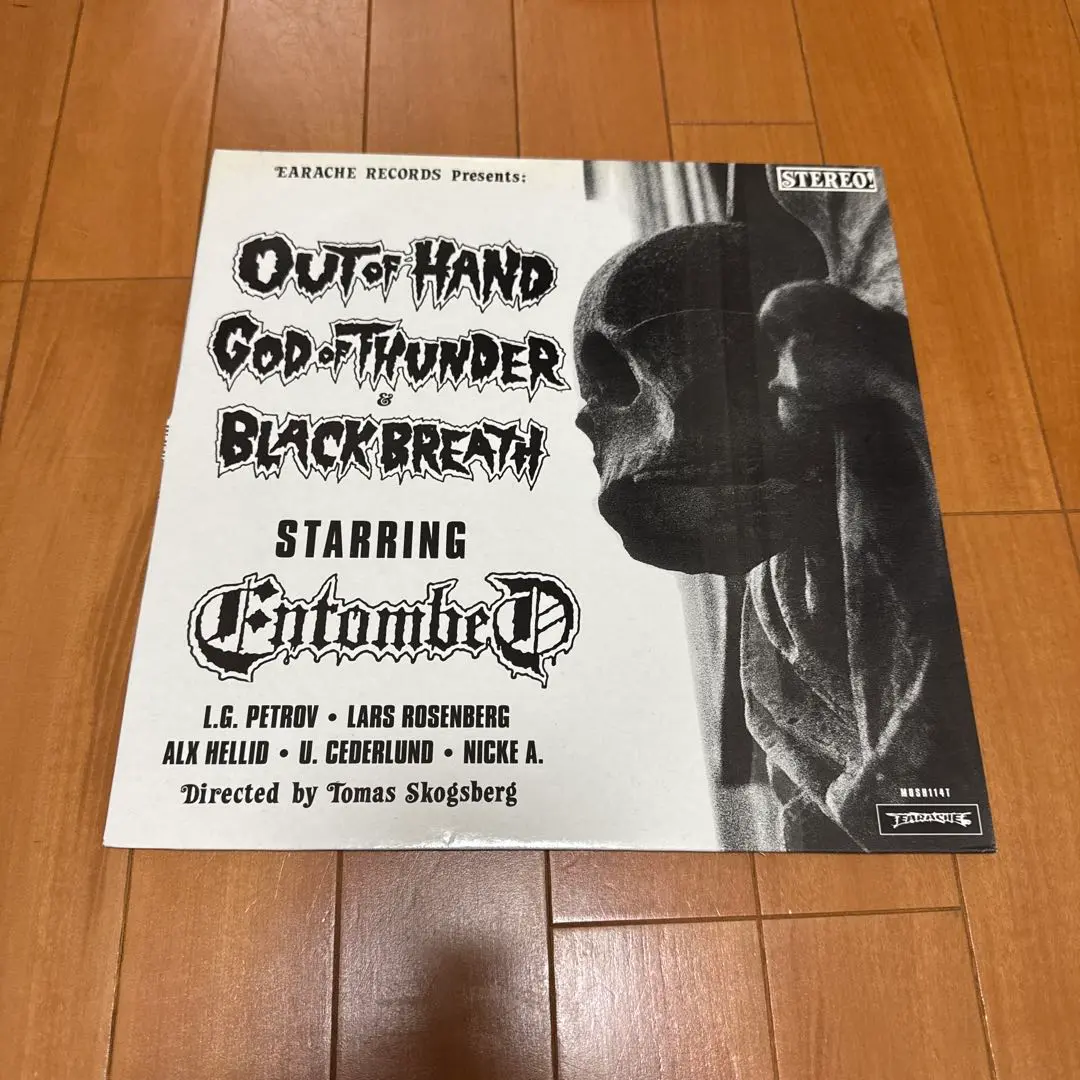 EARACHE RECORDS Presents:
STEREO!
OUT OF HAND
GOD OF THUNDER
&
BLACK BREATH
STARRING
Entombed
L.G. PETROV • LARS ROSENBERG
ALX HELLID • U. CEDERLUND • NICKE A.
Directed by Tomas Skogsberg
MOSH114T
EARACHE